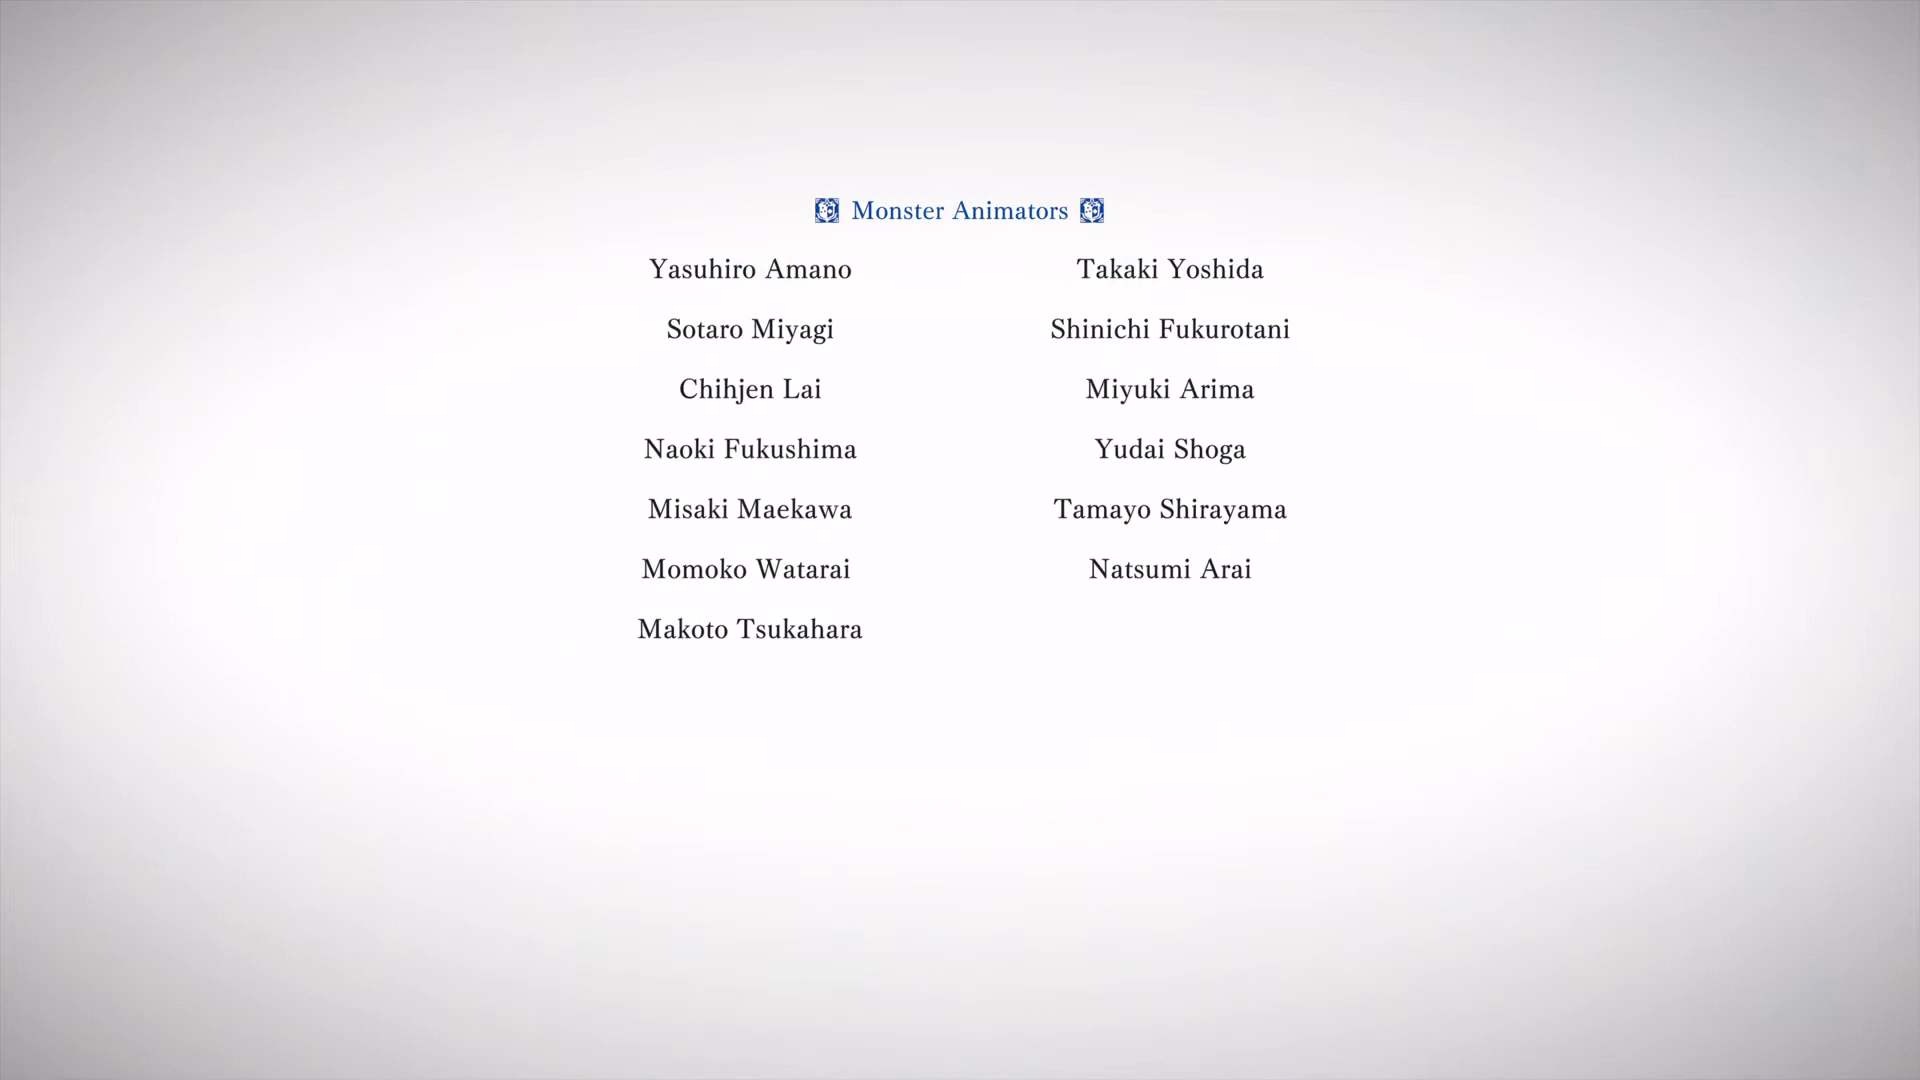 Monster Animators
Yasuhiro Amano Takaki Yoshida
Sotaro Miyagi Shinichi Fukurotani
Chihjen Lai Miyuki Arima
Naoki Fukushima Yudai Shoga
Misaki Maekawa Tamayo Shirayama
Momoko Watarai Natsumi Arai
Makoto Tsukahara